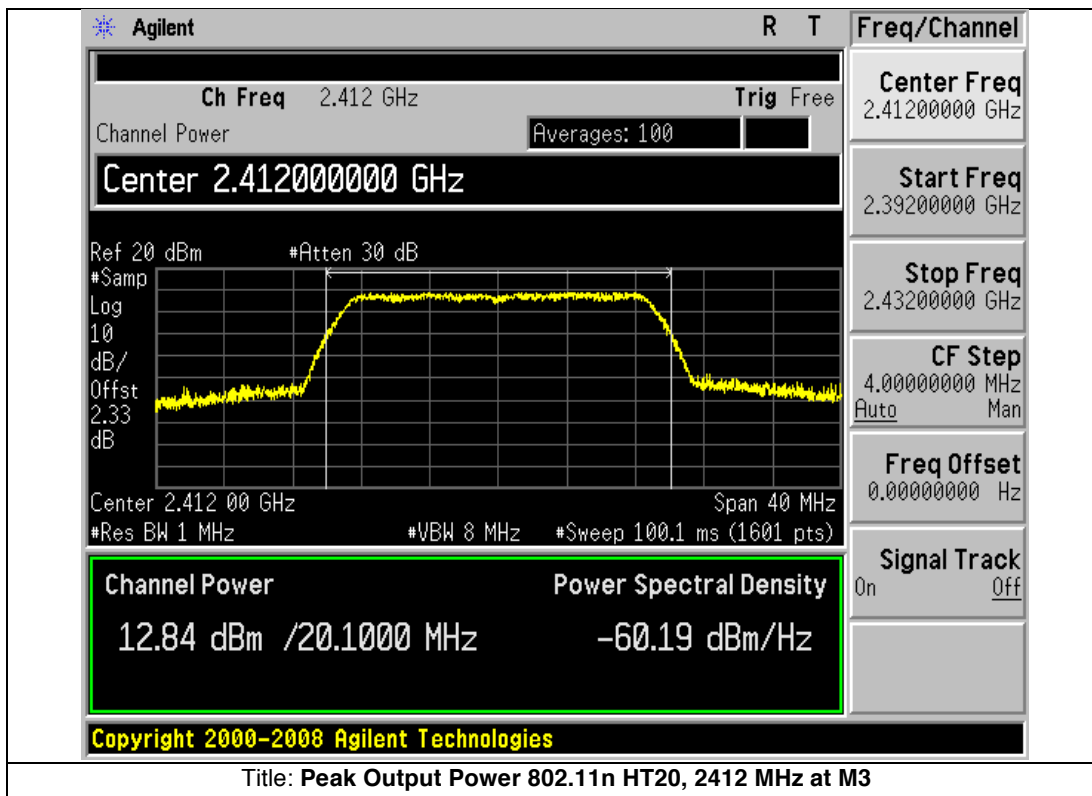 Agilent R T
Freq/Channel
Ch Freq 2.412 GHz Trig Free
Channel Power Averages: 100
Center 2.412000000 GHz
Ref 20 dBm #Atten 30 dB
#Samp
Log
10
dB/
Offst
2.33
dB
Center 2.412 00 GHz Span 40 MHz
#Res BW 1 MHz #VBW 8 MHz #Sweep 100.1 ms (1601 pts)
Channel Power Power Spectral Density
12.84 dBm /20.1000 MHz -60.19 dBm/Hz
Center Freq
2.41200000 GHz
Start Freq
2.39200000 GHz
Stop Freq
2.43200000 GHz
CF Step
4.00000000 MHz
Auto Man
Freq Offset
0.00000000 Hz
Signal Track
On Off
Copyright 2000-2008 Agilent Technologies
Title: Peak Output Power 802.11n HT20, 2412 MHz at M3